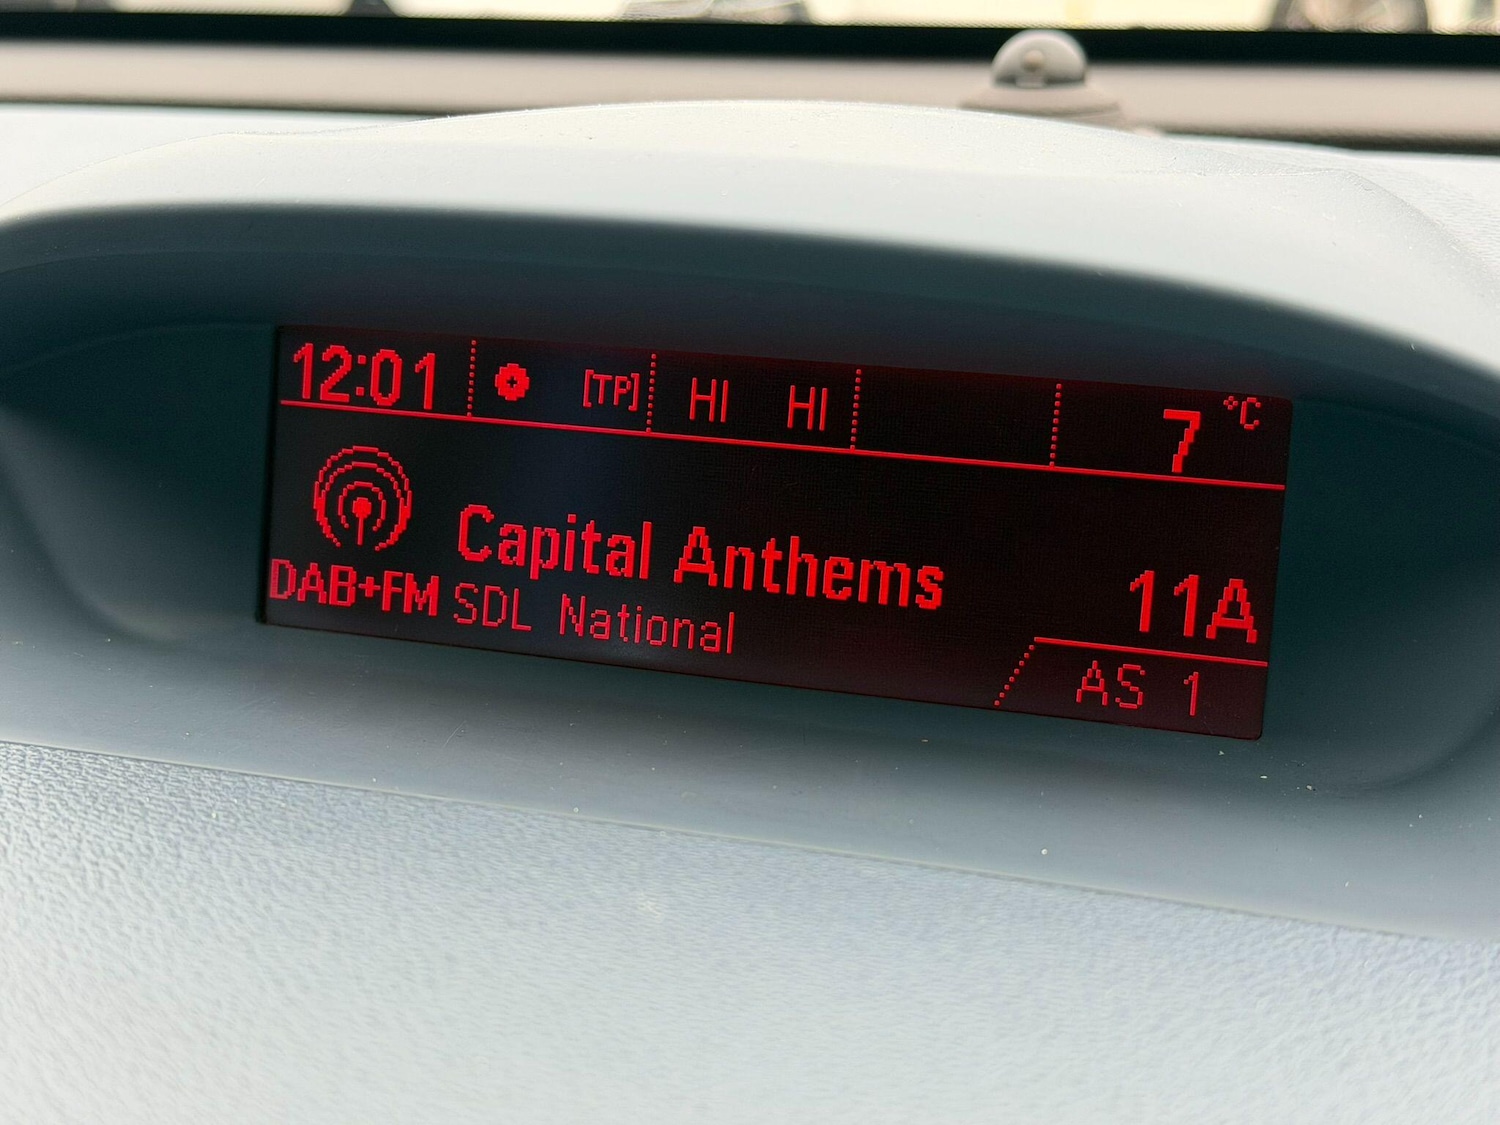 12:01 [TP] HI HI 7 °C
Capital Anthems 11A
DAB+FM SDL National
AS 1